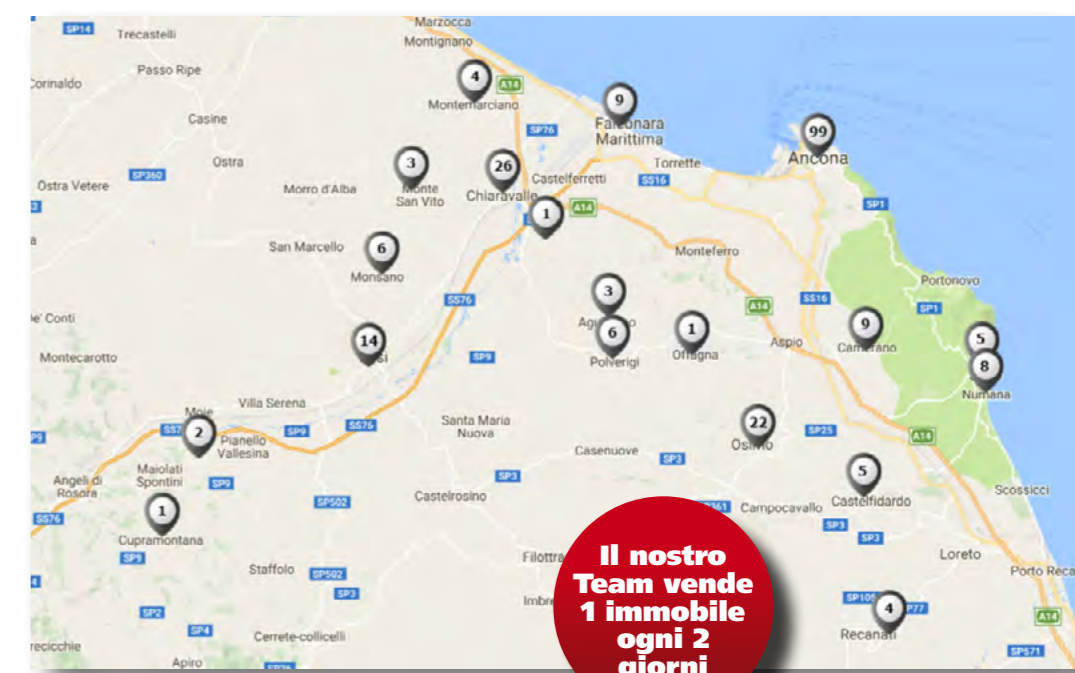 Marzocca
SP14
Trecastelli
Montignano
Passo Ripe
4
A14
Corinaldo
Montemarciano
9
Casine
Falconara
Marittima
SP76
99
Ancona
Ostra
3
26
Torrette
SP360
Ostra Vetere
Morro d'Alba
Monte
San Vito
Chiaravalle
Castelferretti
SS16
SP1
1
A14
San Marcello
6
Monsano
Monteferro
Portonovo
SS76
3
A14
SS16
SP1
De' Conti
14
6
1
9
5
Montecarotto
SP9
Polverigi
Offagna
Aspio
Camerano
8
Numana
Villa Serena
Moie
2
SP9
SS76
Santa Maria
Nuova
22
Osimo
SP25
A14
Pianello
Vallesina
Casenuove
SP3
Maiolati
Spontini
Angeli di
Rosora
SP9
SP3
5
Castelfidardo
Scossicci
SP502
Castelrosino
Campocavallo
1
SS76
Cupramontana
SP3
SP3
SP9
Loreto
Staffolo
SP502
SP3
Il nostro
Team vende
1 immobile
ogni 2
giorni
4
SP77
Recanati
SP2
SP4
Cerrete-collicelli
A14
SP571
Apiro